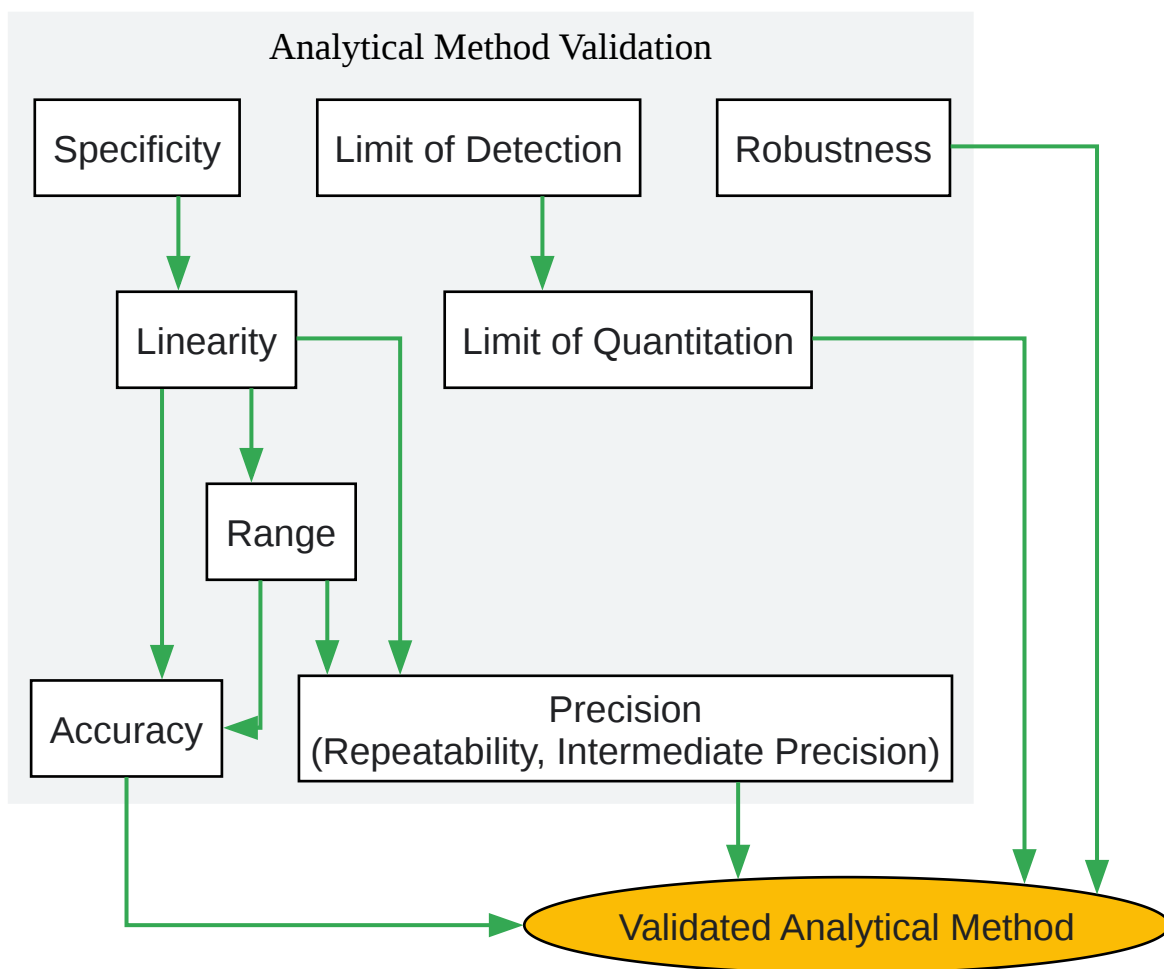 Analytical Method Validation
Specificity
Limit of Detection
Robustness
Linearity
Limit of Quantitation
Range
Accuracy
Precision
(Repeatability, Intermediate Precision)
Validated Analytical Method